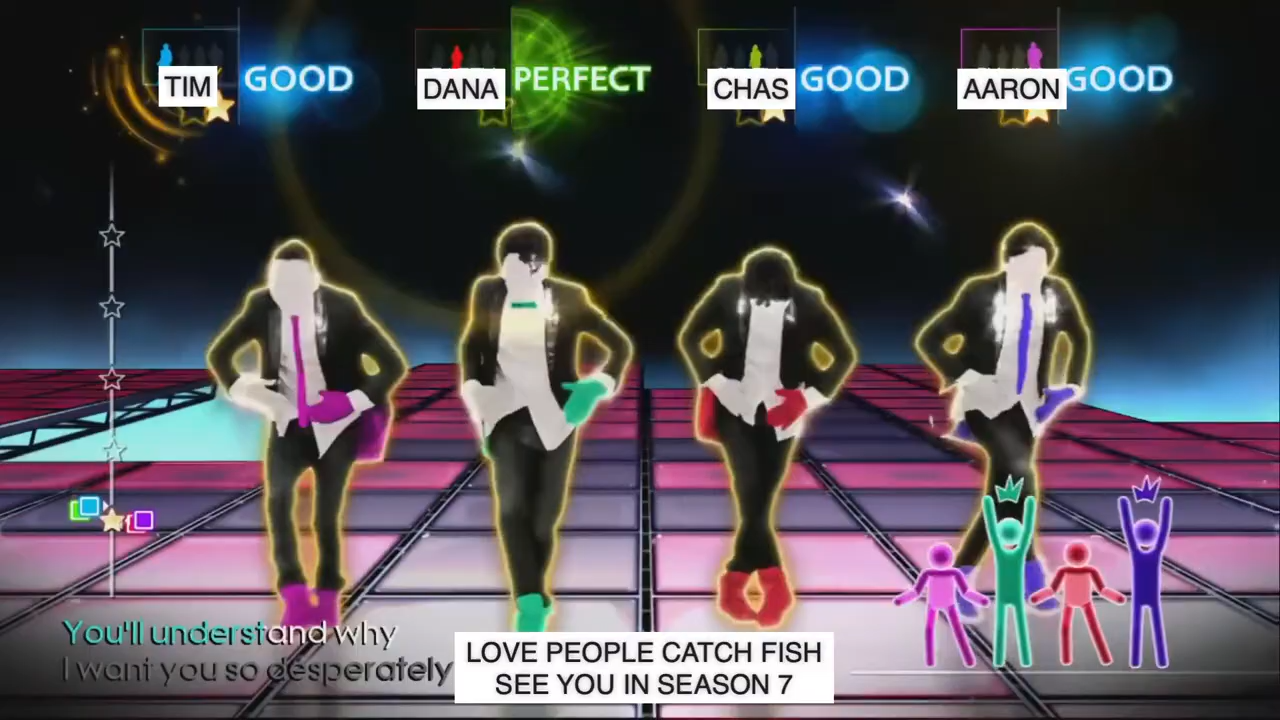 TIM
GOOD
DANA
PERFECT
CHAS
GOOD
AARON
GOOD
You'll understand why
I want you so desperately
LOVE PEOPLE CATCH FISH
SEE YOU IN SEASON 7